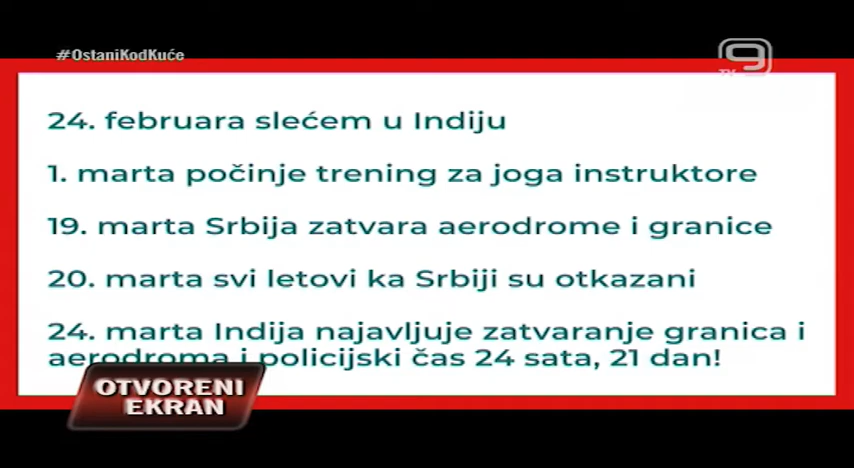 #OstaniKodKuće
9
TV
24. februara slećem u Indiju
1. marta počinje trening za joga instruktore
19. marta Srbija zatvara aerodrome i granice
20. marta svi letovi ka Srbiji su otkazani
24. marta Indija najavljuje zatvaranje granica i
aerodroma i policijski čas 24 sata, 21 dan!
OTVORENI
EKRAN